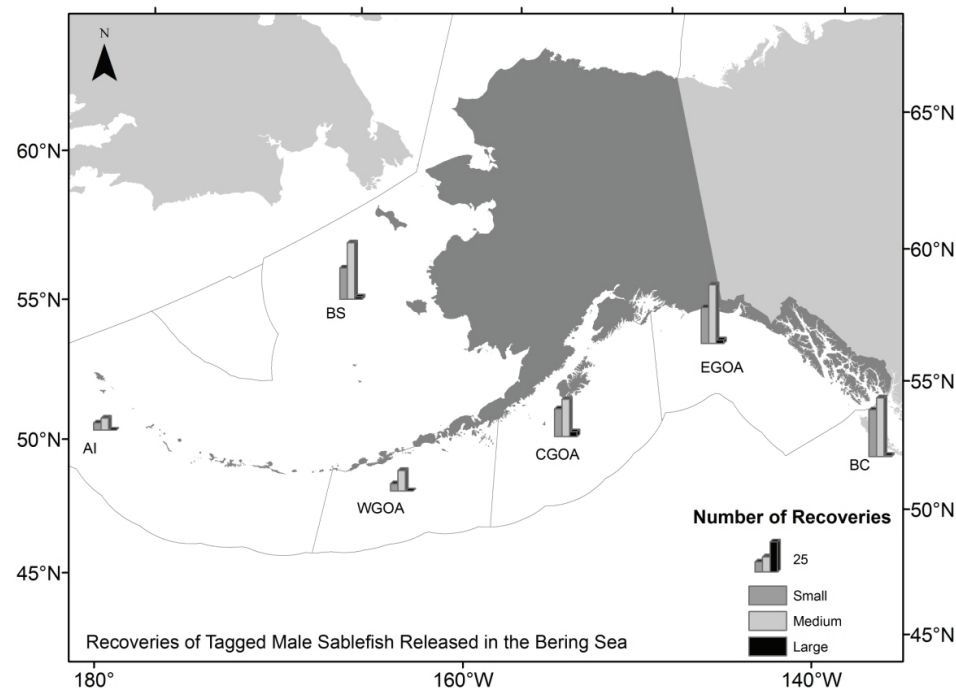 N
65°N
60°N
60°N
55°N
BS
EGOA
55°N
50°N
AI
CGOA
BC
WGOA
50°N
Number of Recoveries
25
45°N
Small
Medium
Recoveries of Tagged Male Sablefish Released in the Bering Sea
45°N
Large
180°
160°W
140°W